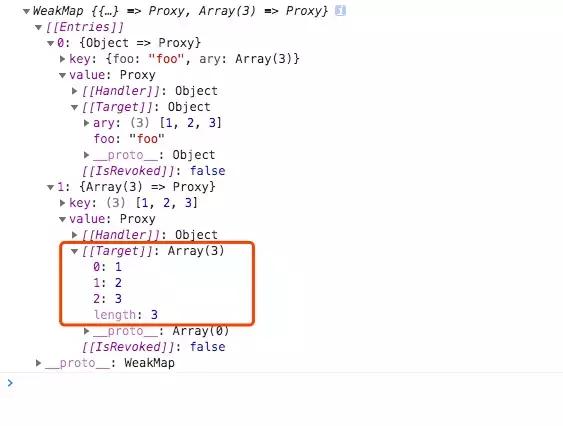 WeakMap {{…} => Proxy, Array(3) => Proxy} i
[[Entries]]
0: {Object => Proxy}
key: {foo: "foo", ary: Array(3)}
value: Proxy
[[Handler]]: Object
[[Target]]: Object
ary: (3) [1, 2, 3]
foo: "foo"
__proto__: Object
[[IsRevoked]]: false
1: {Array(3) => Proxy}
key: (3) [1, 2, 3]
value: Proxy
[[Handler]]: Object
[[Target]]: Array(3)
0: 1
1: 2
2: 3
length: 3
__proto__: Array(0)
[[IsRevoked]]: false
__proto__: WeakMap
>